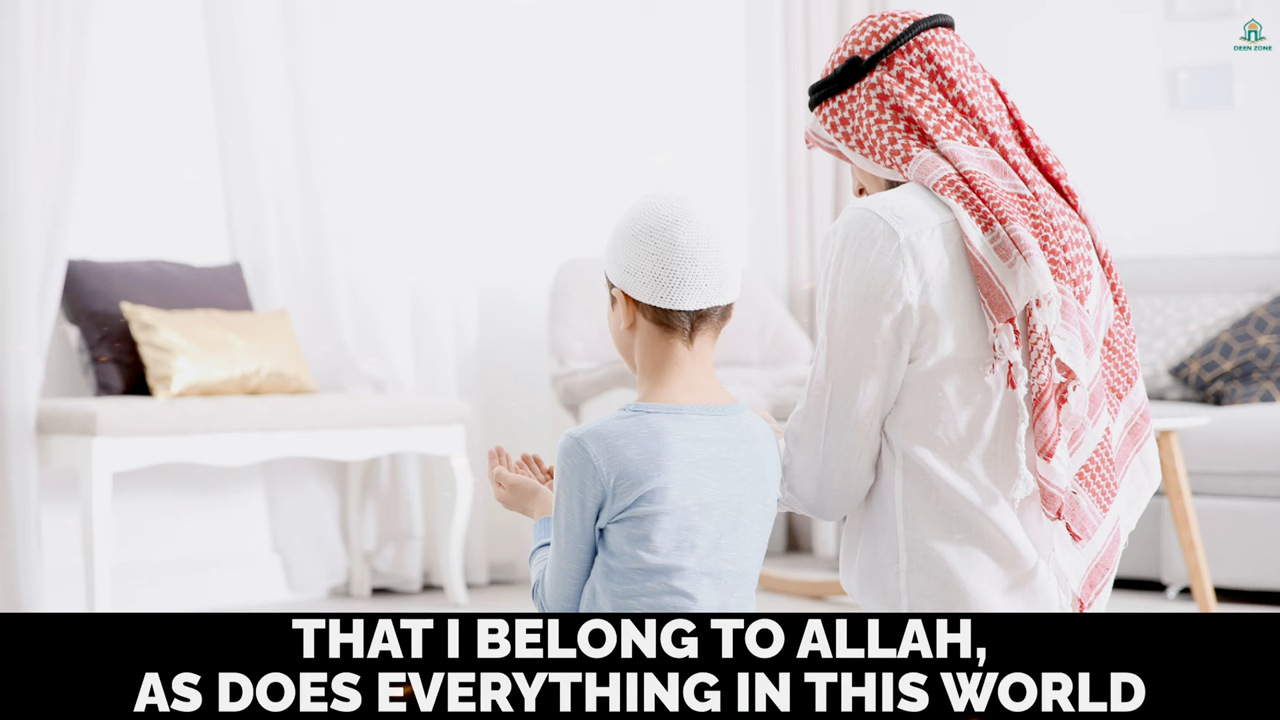 DEEN ZONE
THAT I BELONG TO ALLAH,
AS DOES EVERYTHING IN THIS WORLD